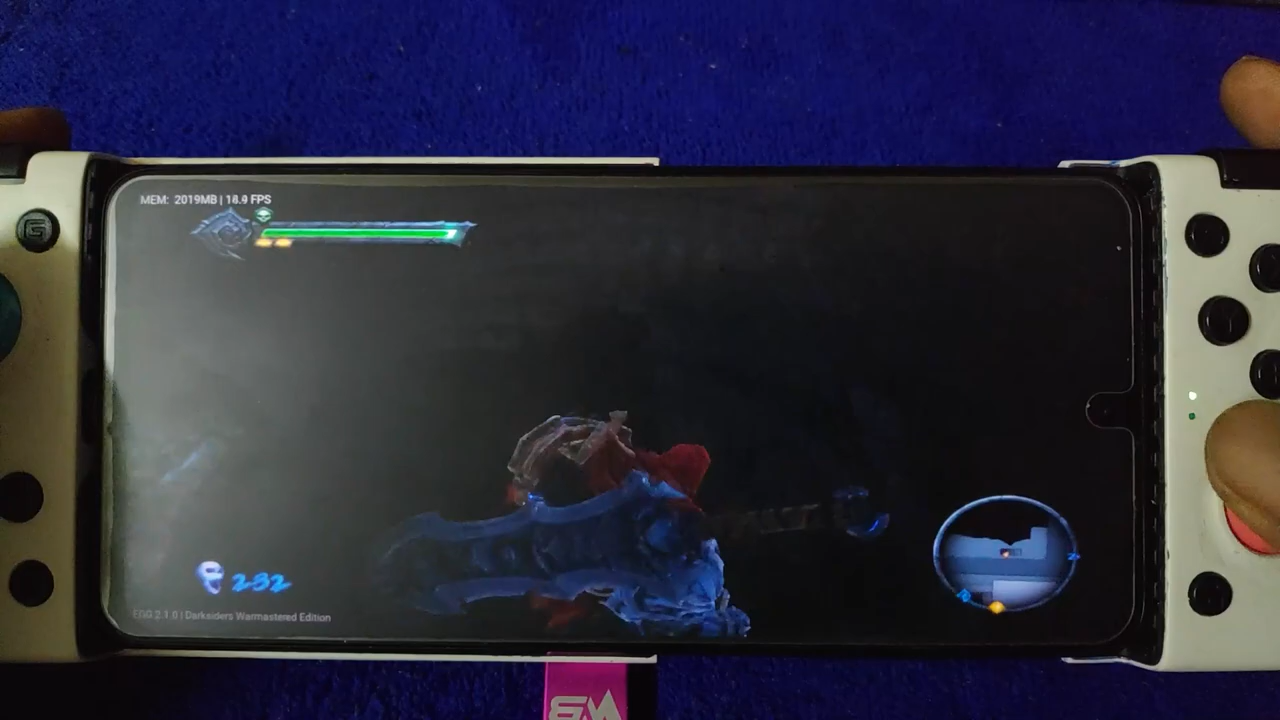 MEM: 2019MB | 18.9 FPS
232
EGG 2.1.0 | Darksiders Warmastered Edition
G